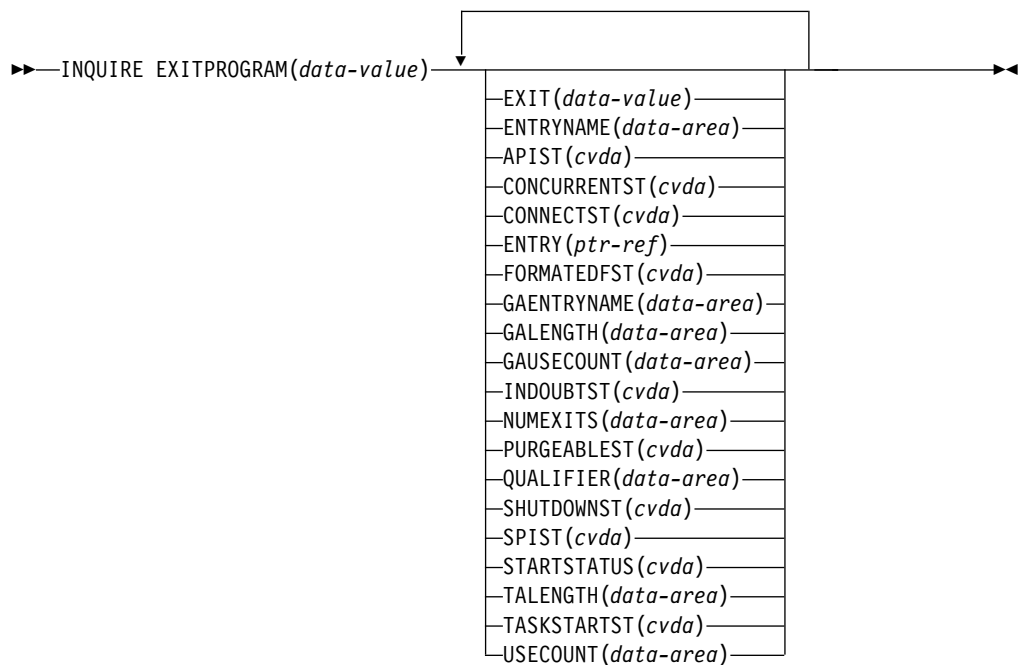 INQUIRE EXITPROGRAM(data-value)
EXIT(data-value)
ENTRYNAME(data-area)
APIST(cvda)
CONCURRENTST(cvda)
CONNECTST(cvda)
ENTRY(ptr-ref)
FORMATEDFST(cvda)
GAENTRYNAME(data-area)
GALENGTH(data-area)
GAUSECOUNT(data-area)
INDOUBTST(cvda)
NUMEXITS(data-area)
PURGEABLEST(cvda)
QUALIFIER(data-area)
SHUTDOWNST(cvda)
SPIST(cvda)
STARTSTATUS(cvda)
TALENGTH(data-area)
TASKSTARTST(cvda)
USECOUNT(data-area)